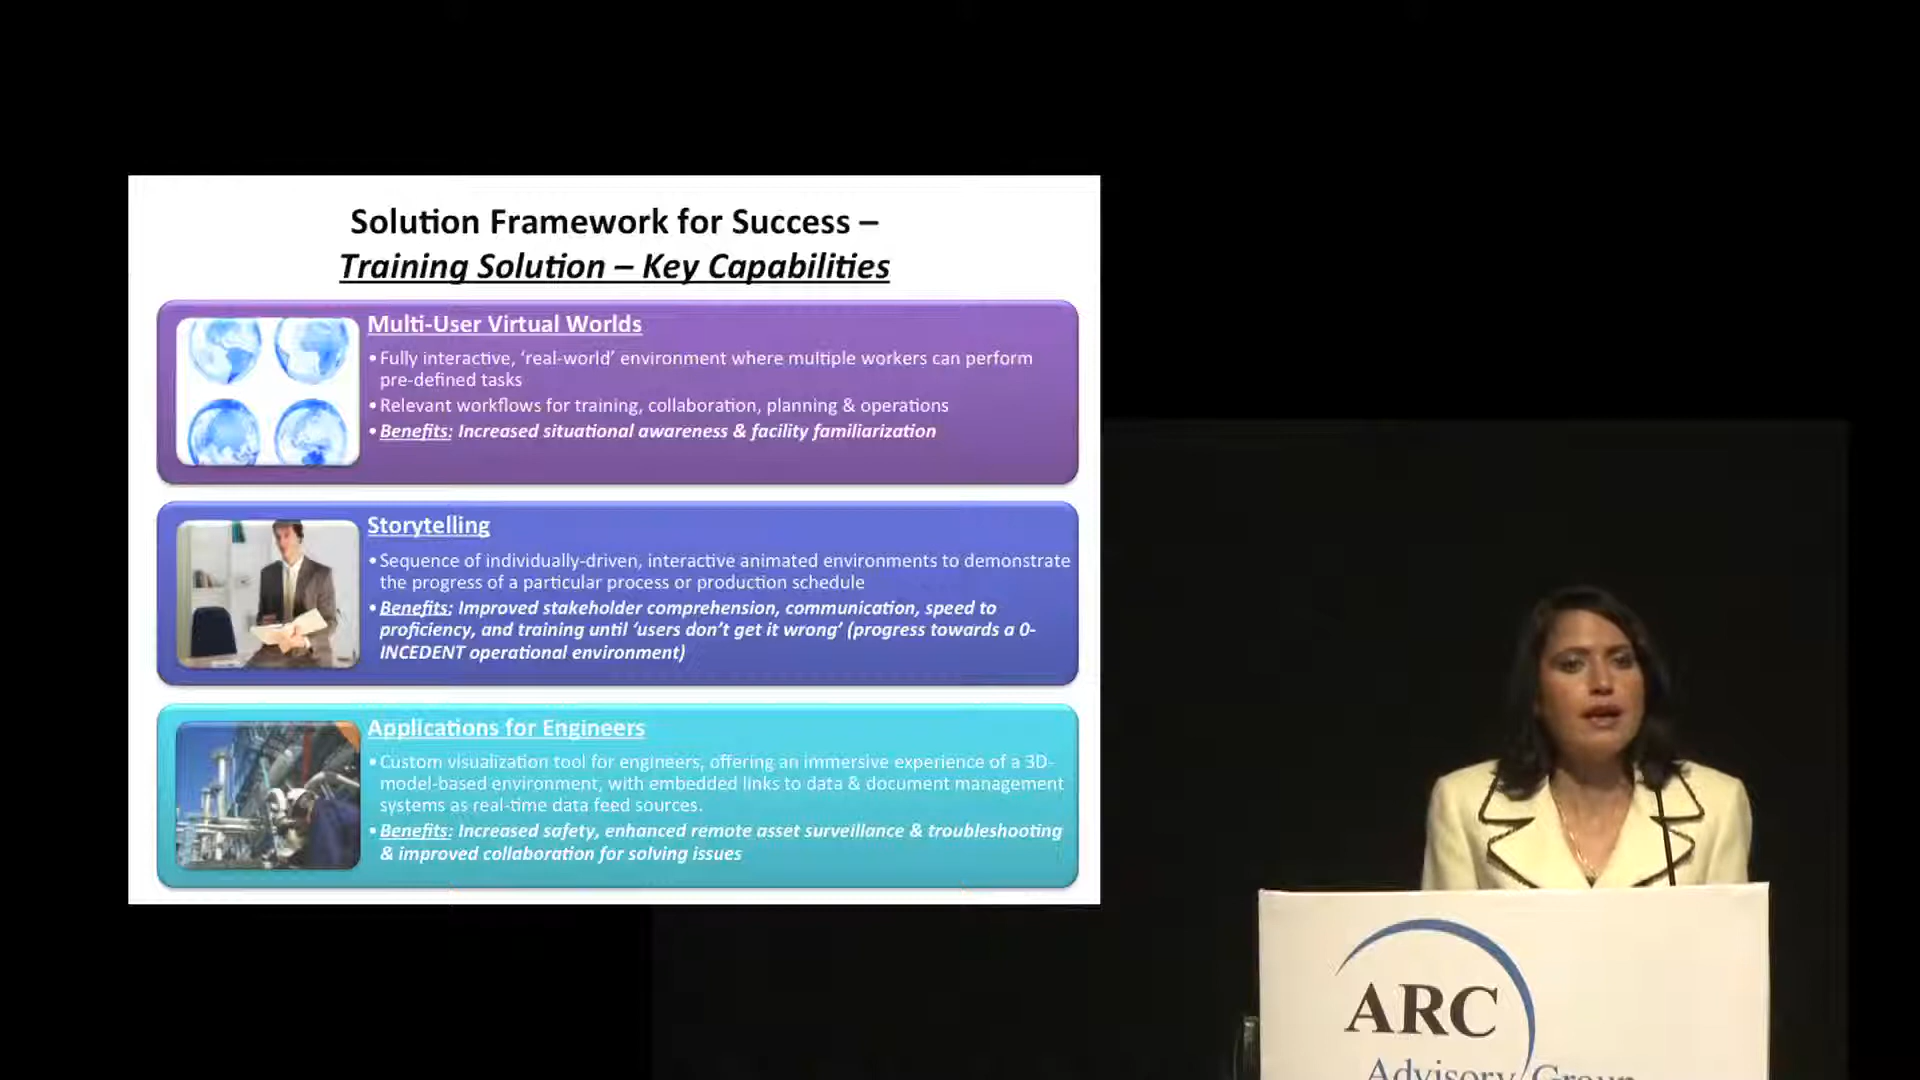 Solution Framework for Success –
Training Solution – Key Capabilities
Multi-User Virtual Worlds
•Fully interactive, ‘real-world’ environment where multiple workers can perform
pre-defined tasks
•Relevant workflows for training, collaboration, planning & operations
•Benefits: Increased situational awareness & facility familiarization
Storytelling
•Sequence of individually-driven, interactive animated environments to demonstrate
the progress of a particular process or production schedule
•Benefits: Improved stakeholder comprehension, communication, speed to
proficiency, and training until ‘users don’t get it wrong’ (progress towards a 0-
INCEDENT operational environment)
Applications for Engineers
•Custom visualization tool for engineers, offering an immersive experience of a 3D-
model-based environment, with embedded links to data & document management
systems as real-time data feed sources.
•Benefits: Increased safety, enhanced remote asset surveillance & troubleshooting
& improved collaboration for solving issues
ARC
Advisory Group